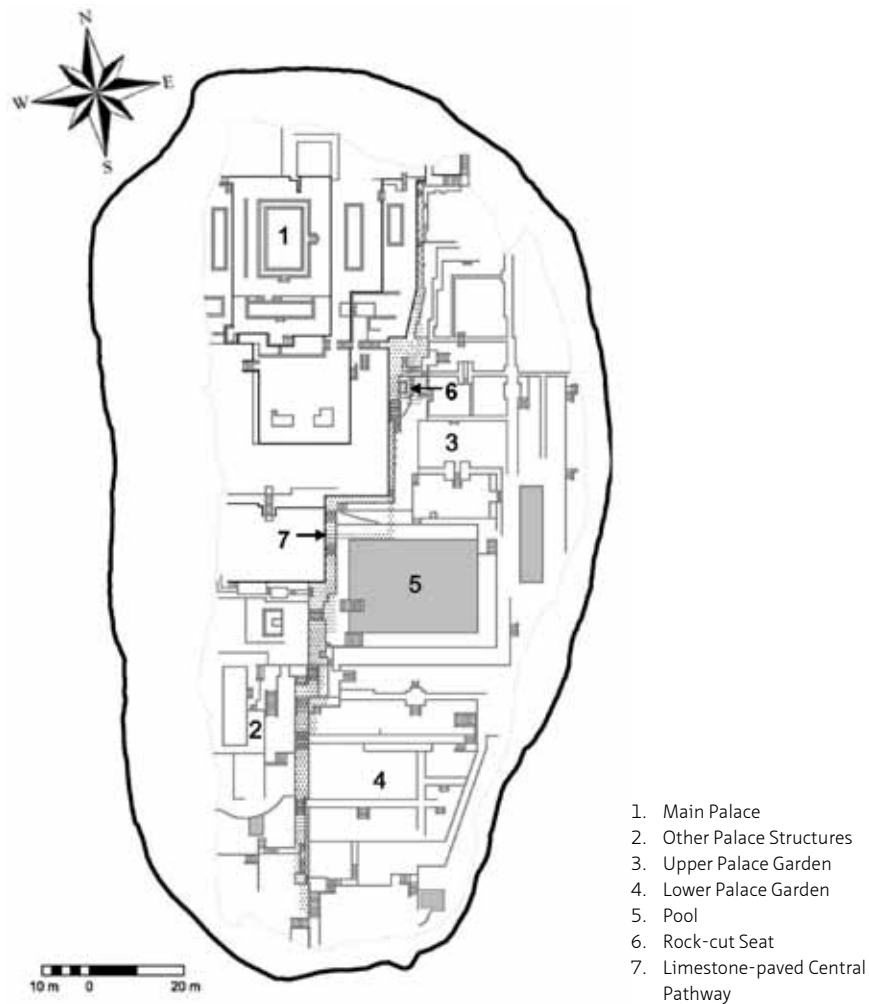 N
W E
S
1
6
3
7
5
2
4
10 m 0 20 m
1. Main Palace
2. Other Palace Structures
3. Upper Palace Garden
4. Lower Palace Garden
5. Pool
6. Rock-cut Seat
7. Limestone-paved Central
Pathway